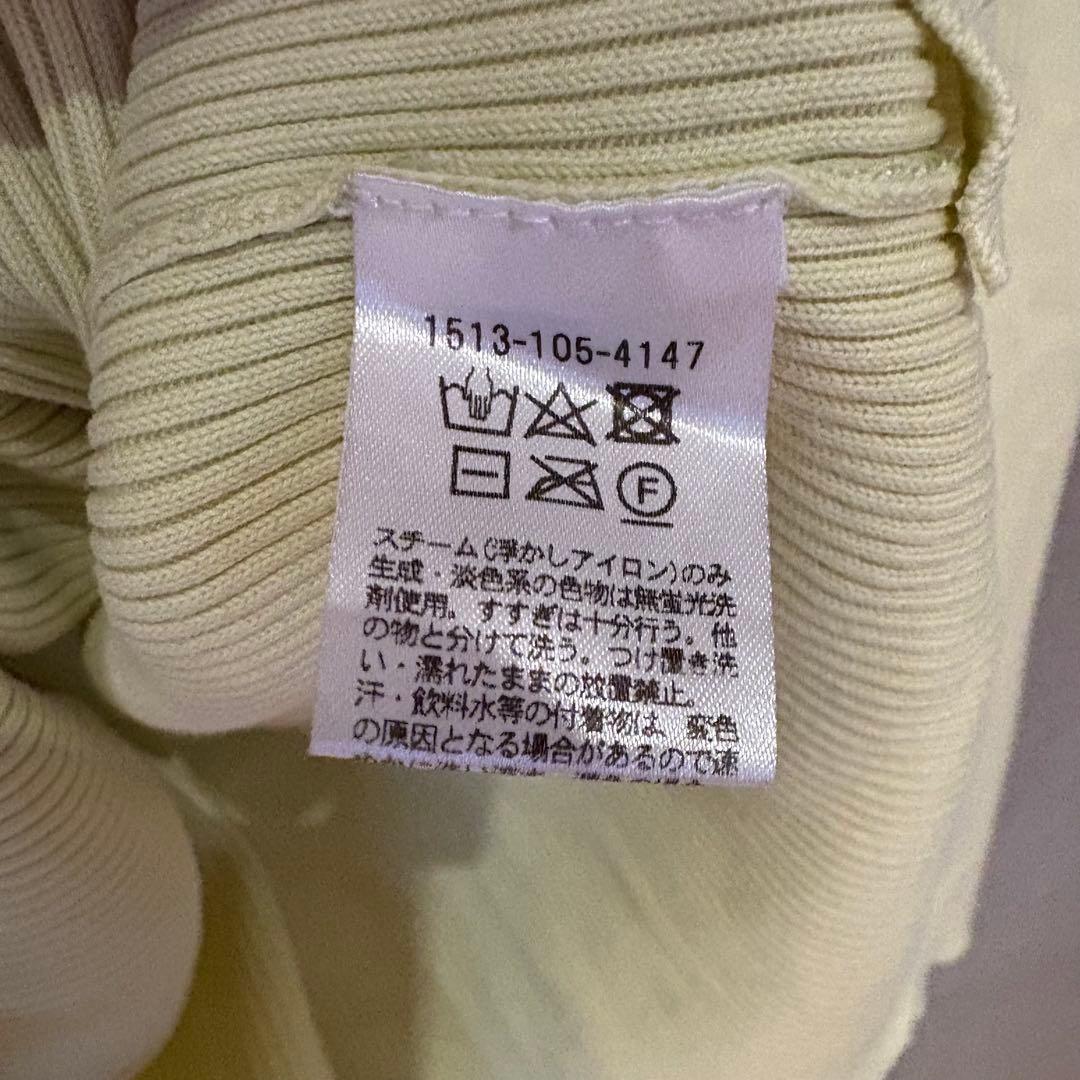 1513-105-4147
F
スチーム(浮かしアイロン)のみ
生成・淡色系の色物は無蛍光洗
剤使用。すすぎは十分行う。他
の物と分けて洗う。つけ置き洗
い・濡れたままの放置禁止。
汗・飲料水等の付着物は、変色
の原因となる場合があるので速